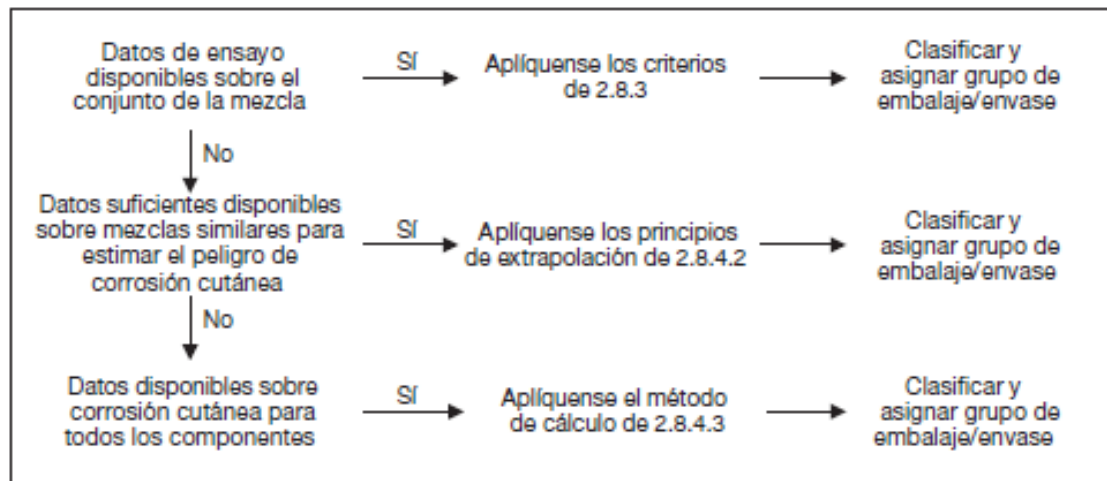 Datos de ensayo
disponibles sobre el
conjunto de la mezcla
Sí
Aplíquense los criterios
de 2.8.3
Clasificar y
asignar grupo de
embalaje/envase
No
Datos suficientes disponibles
sobre mezclas similares para
estimar el peligro de
corrosión cutánea
Sí
Aplíquense los principios
de extrapolación de 2.8.4.2
Clasificar y
asignar grupo de
embalaje/envase
No
Datos disponibles sobre
corrosión cutánea para
todos los componentes
Sí
Aplíquense el método
de cálculo de 2.8.4.3
Clasificar y
asignar grupo de
embalaje/envase